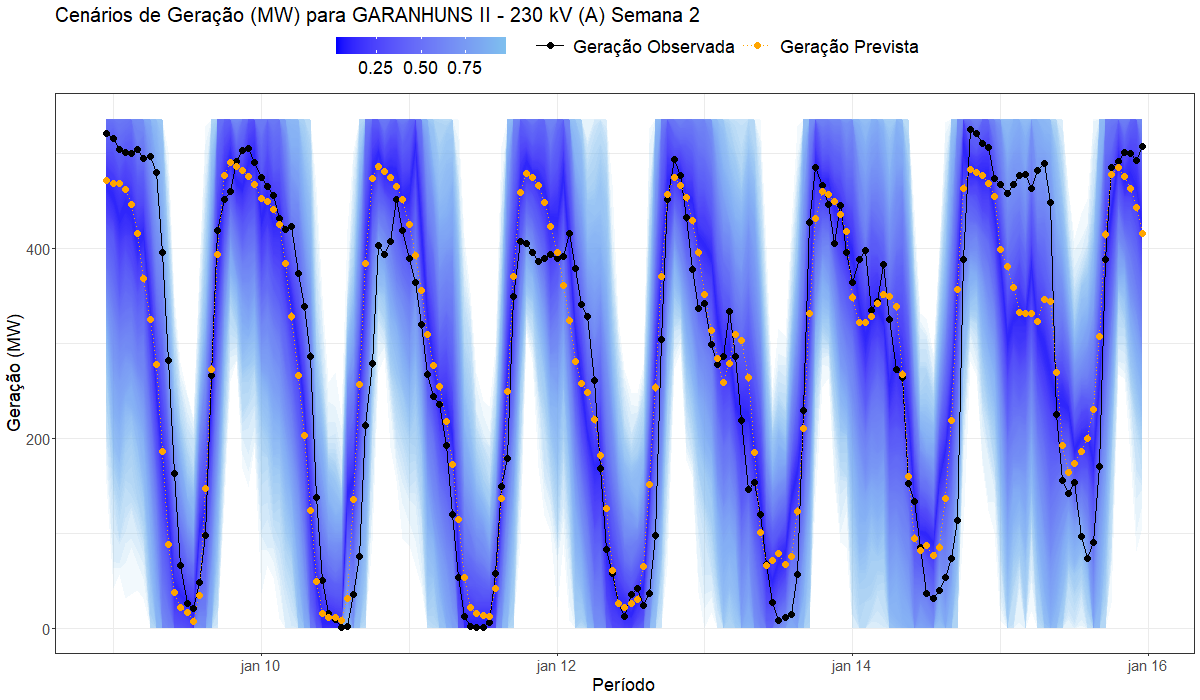 Cenários de Geração (MW) para GARANHUNS II - 230 kV (A) Semana 2
0.25 0.50 0.75
Geração Observada
Geração Prevista
Geração (MW)
400
200
0
jan 10
jan 12
jan 14
jan 16
Período